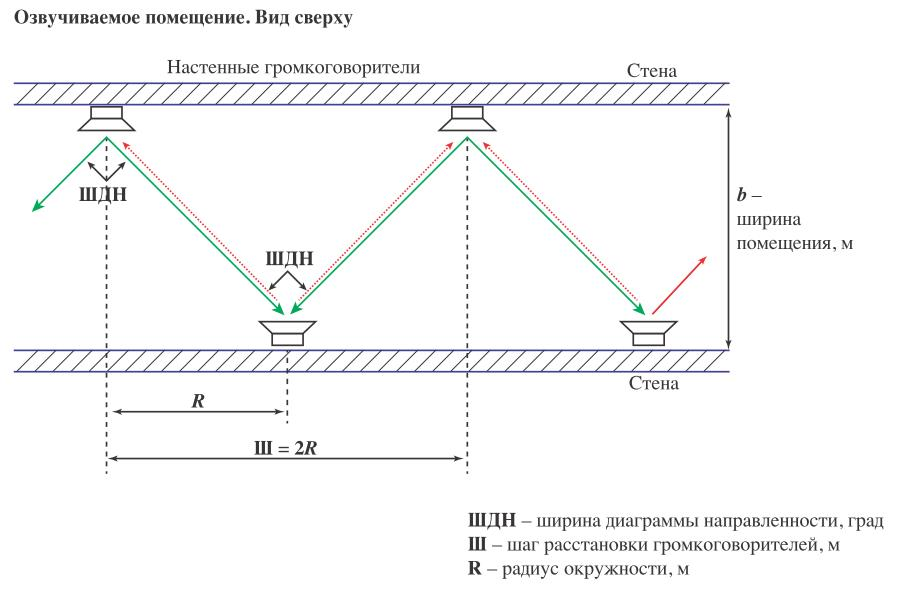 Озвучиваемое помещение. Вид сверху
Настенные громкоговорители
Стена
ШДН
ШДН
b –
ширина
помещения, м
Стена
R
Ш = 2R
ШДН – ширина диаграммы направленности, град
Ш – шаг расстановки громкоговорителей, м
R – радиус окружности, м